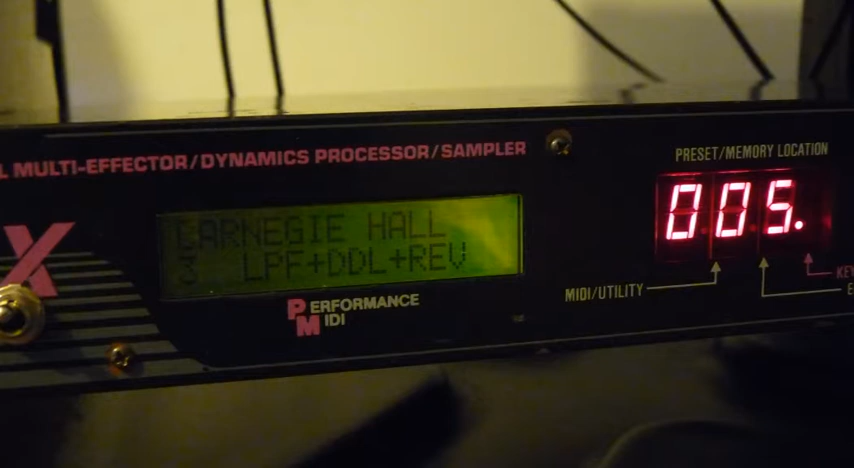 L MULTI-EFFECTOR/DYNAMICS PROCESSOR/SAMPLER
PRESET/MEMORY LOCATION
X
CARNEGIE HALL
3 LPF+DDL+REV
005.
PERFORMANCE
MIDI
MIDI/UTILITY
KEY
E